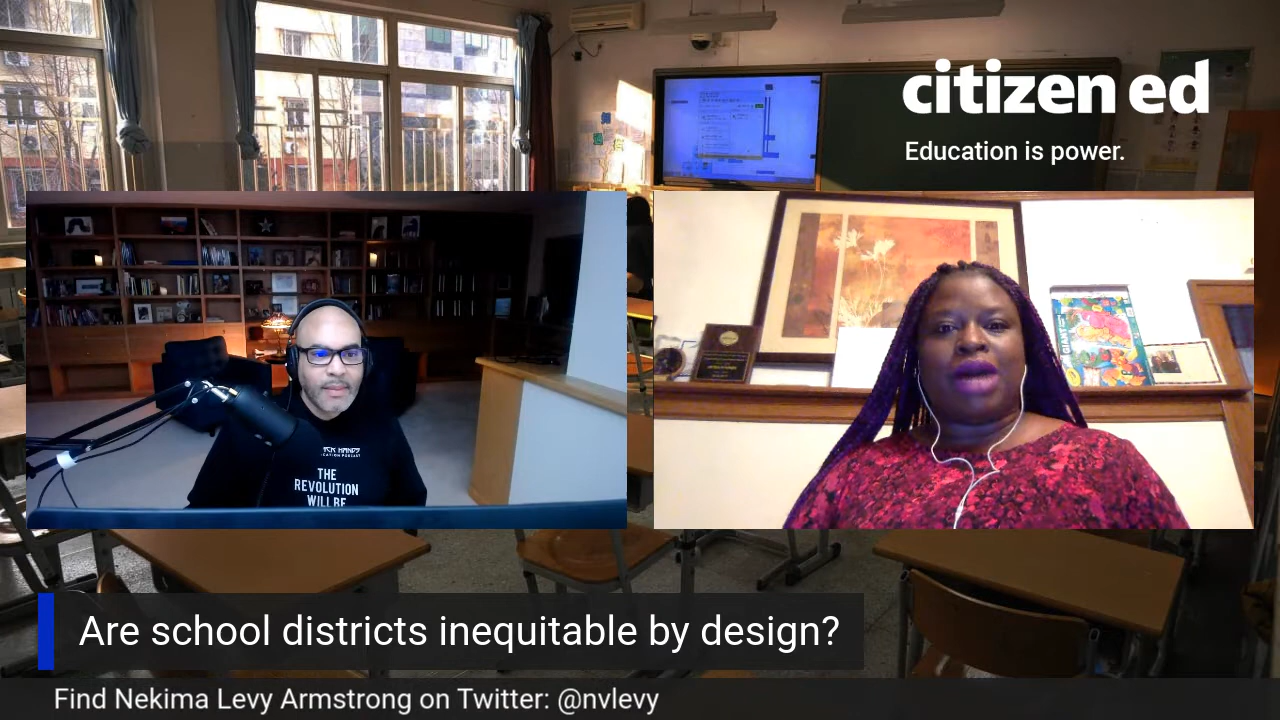 citizen ed
Education is power.
THE
REVOLUTION
WILL BE
Are school districts inequitable by design?
Find Nekima Levy Armstrong on Twitter: @nvlevy